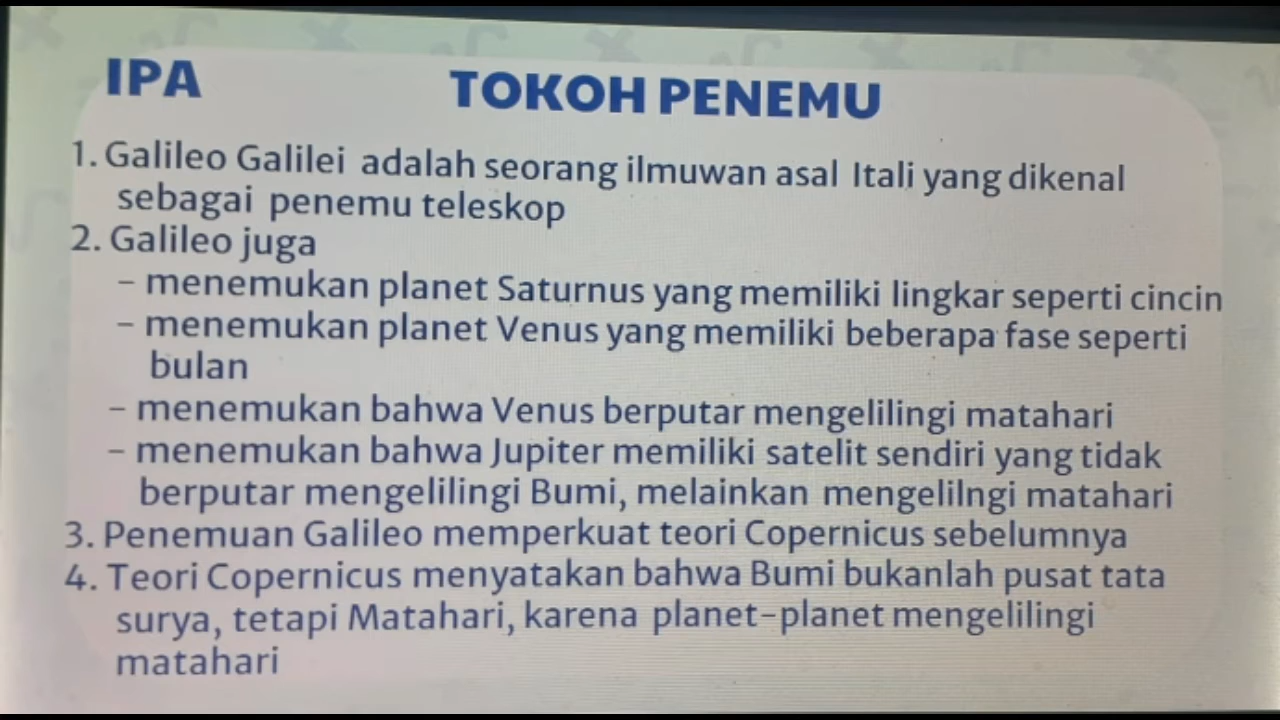 IPA
TOKOH PENEMU
1. Galileo Galilei adalah seorang ilmuwan asal Itali yang dikenal
sebagai penemu teleskop
2. Galileo juga
- menemukan planet Saturnus yang memiliki lingkar seperti cincin
- menemukan planet Venus yang memiliki beberapa fase seperti
bulan
- menemukan bahwa Venus berputar mengelilingi matahari
- menemukan bahwa Jupiter memiliki satelit sendiri yang tidak
berputar mengelilingi Bumi, melainkan mengelilngi matahari
3. Penemuan Galileo memperkuat teori Copernicus sebelumnya
4. Teori Copernicus menyatakan bahwa Bumi bukanlah pusat tata
surya, tetapi Matahari, karena planet-planet mengelilingi
matahari